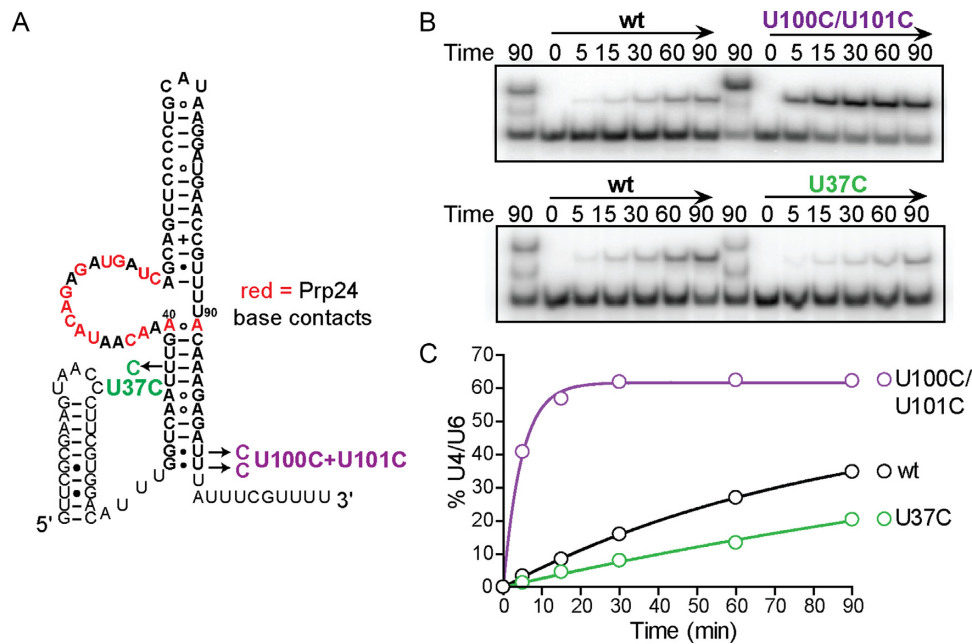 A
5' GUUCGCGAAGUAACCCUUCGUGGACAUUUGGUCAAUUUGAAACAAUACAGAGAUGAUCAGCAGUUCCCCUGCAUAAGGAUGAACCGUUUUACAAAGAGAUUUAUUUCGUUUU 3'
40
90
red = Prp24
base contacts
C
U37C
C
C
U100C+U101C
B
wt U100C/U101C
Time 90 0 5 15 30 60 90 90 0 5 15 30 60 90
wt U37C
Time 90 0 5 15 30 60 90 90 0 5 15 30 60 90
C
% U4/U6
70
60
50
40
30
20
10
0
0 10 20 30 40 50 60 70 80 90
Time (min)
U100C/
U101C
wt
U37C